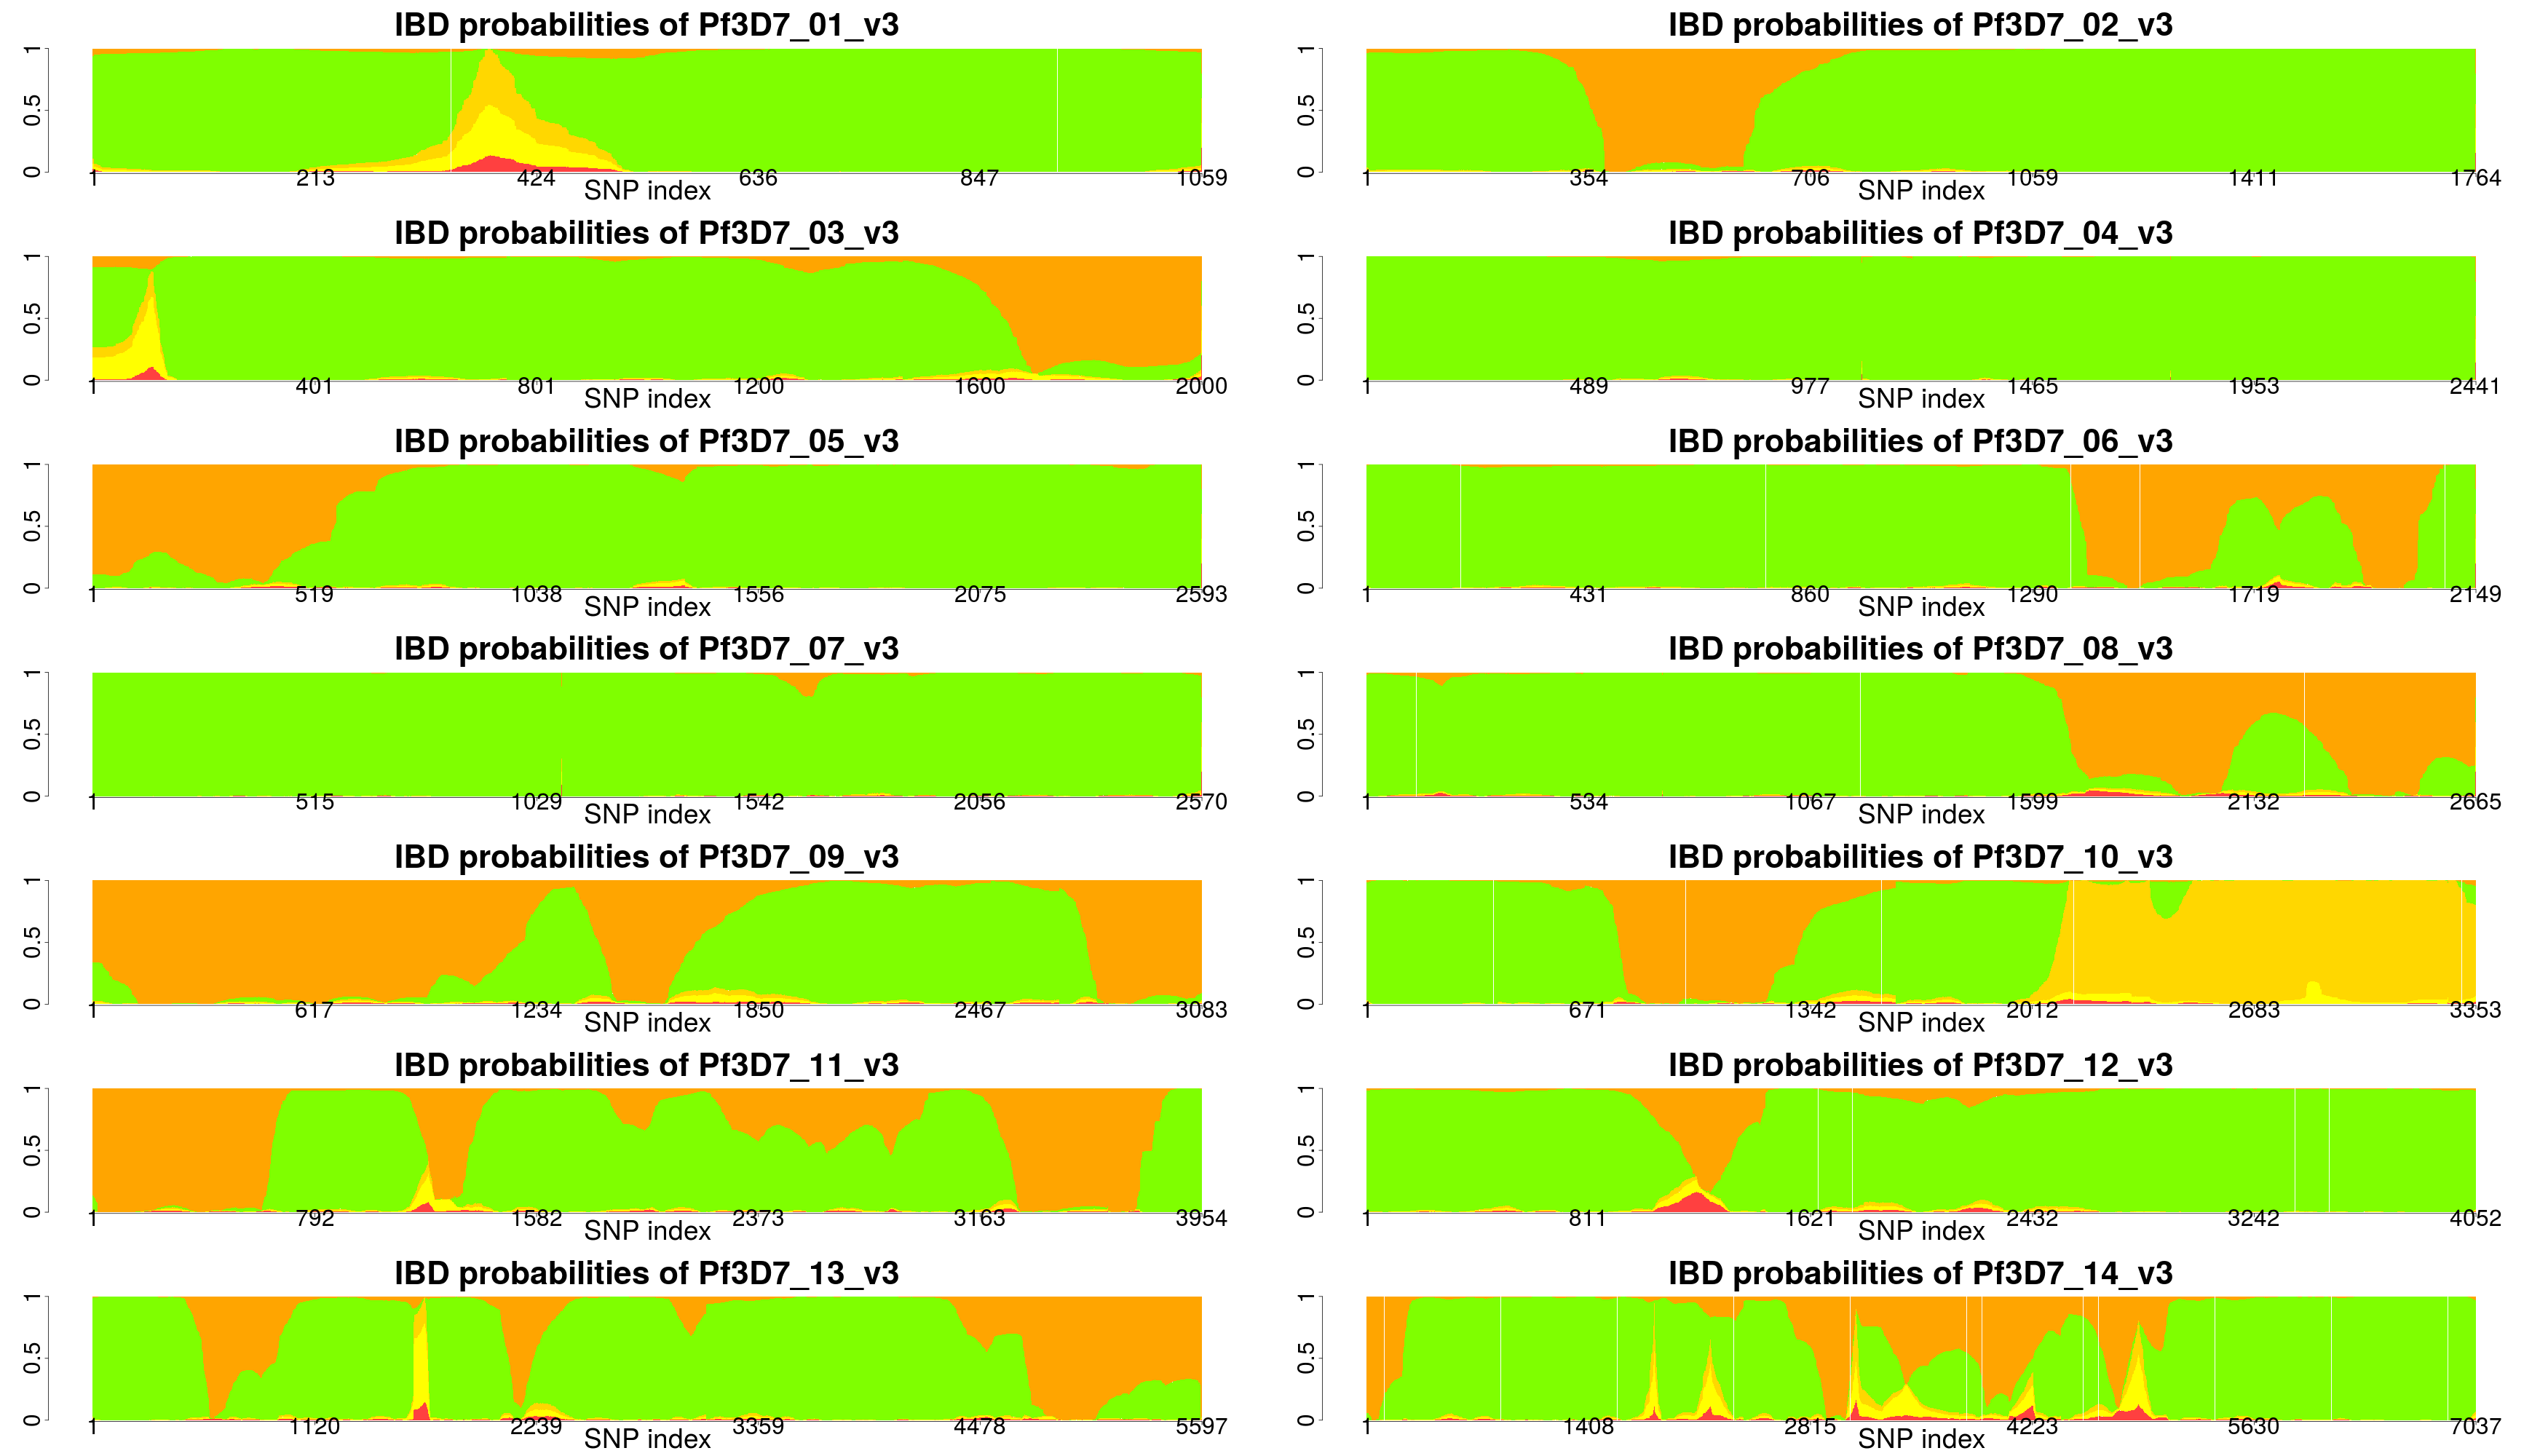 IBD probabilities of Pf3D7_01_v3
0 0.5 1
1 213 424 636 847 1059
SNP index
IBD probabilities of Pf3D7_02_v3
0 0.5 1
1 354 706 1059 1411 1764
SNP index
IBD probabilities of Pf3D7_03_v3
0 0.5 1
1 401 801 1200 1600 2000
SNP index
IBD probabilities of Pf3D7_04_v3
0 0.5 1
1 489 977 1465 1953 2441
SNP index
IBD probabilities of Pf3D7_05_v3
0 0.5 1
1 519 1038 1556 2075 2593
SNP index
IBD probabilities of Pf3D7_06_v3
0 0.5 1
1 431 860 1290 1719 2149
SNP index
IBD probabilities of Pf3D7_07_v3
0 0.5 1
1 515 1029 1542 2056 2570
SNP index
IBD probabilities of Pf3D7_08_v3
0 0.5 1
1 534 1067 1599 2132 2665
SNP index
IBD probabilities of Pf3D7_09_v3
0 0.5 1
1 617 1234 1850 2467 3083
SNP index
IBD probabilities of Pf3D7_10_v3
0 0.5 1
1 671 1342 2012 2683 3353
SNP index
IBD probabilities of Pf3D7_11_v3
0 0.5 1
1 792 1582 2373 3163 3954
SNP index
IBD probabilities of Pf3D7_12_v3
0 0.5 1
1 811 1621 2432 3242 4052
SNP index
IBD probabilities of Pf3D7_13_v3
0 0.5 1
1 1120 2239 3359 4478 5597
SNP index
IBD probabilities of Pf3D7_14_v3
0 0.5 1
1 1408 2815 4223 5630 7037
SNP index